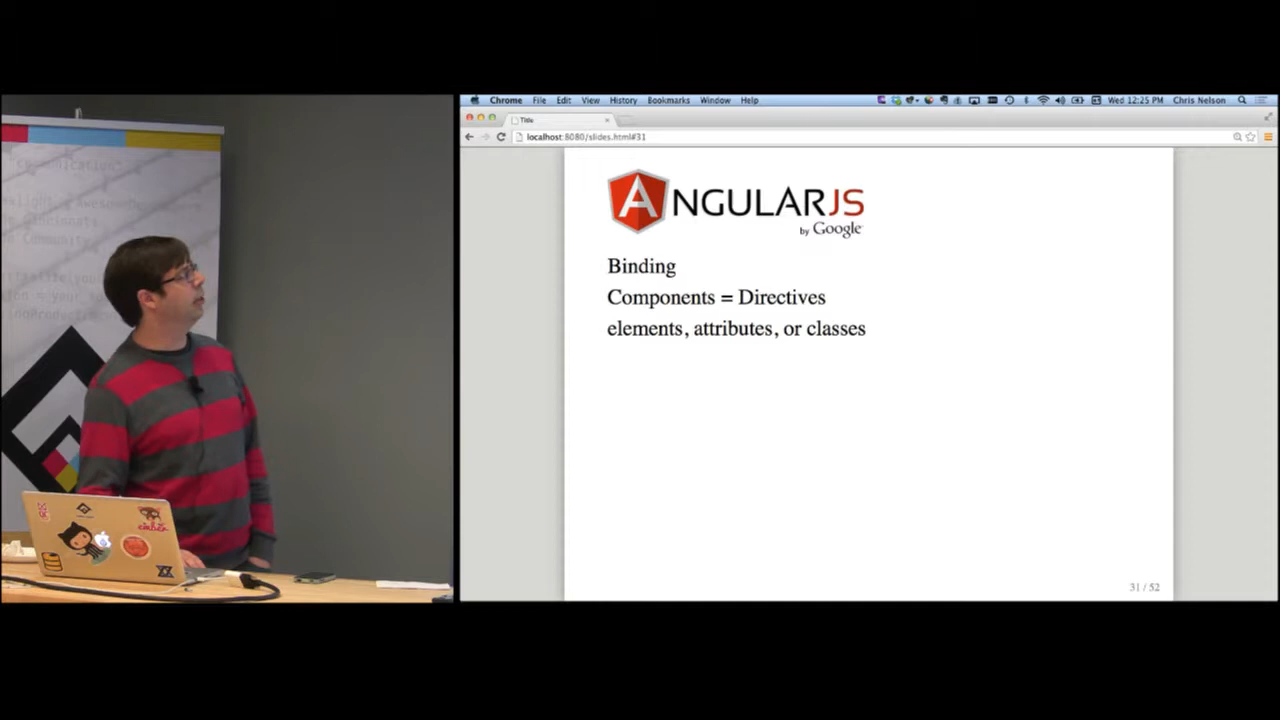 Chrome File Edit View History Bookmarks Window Help
Wed 12:25 PM Chris Nelson
Title
localhost:8080/slides.html#31
ANGULARJS
by Google
Binding
Components = Directives
elements, attributes, or classes
31 / 52